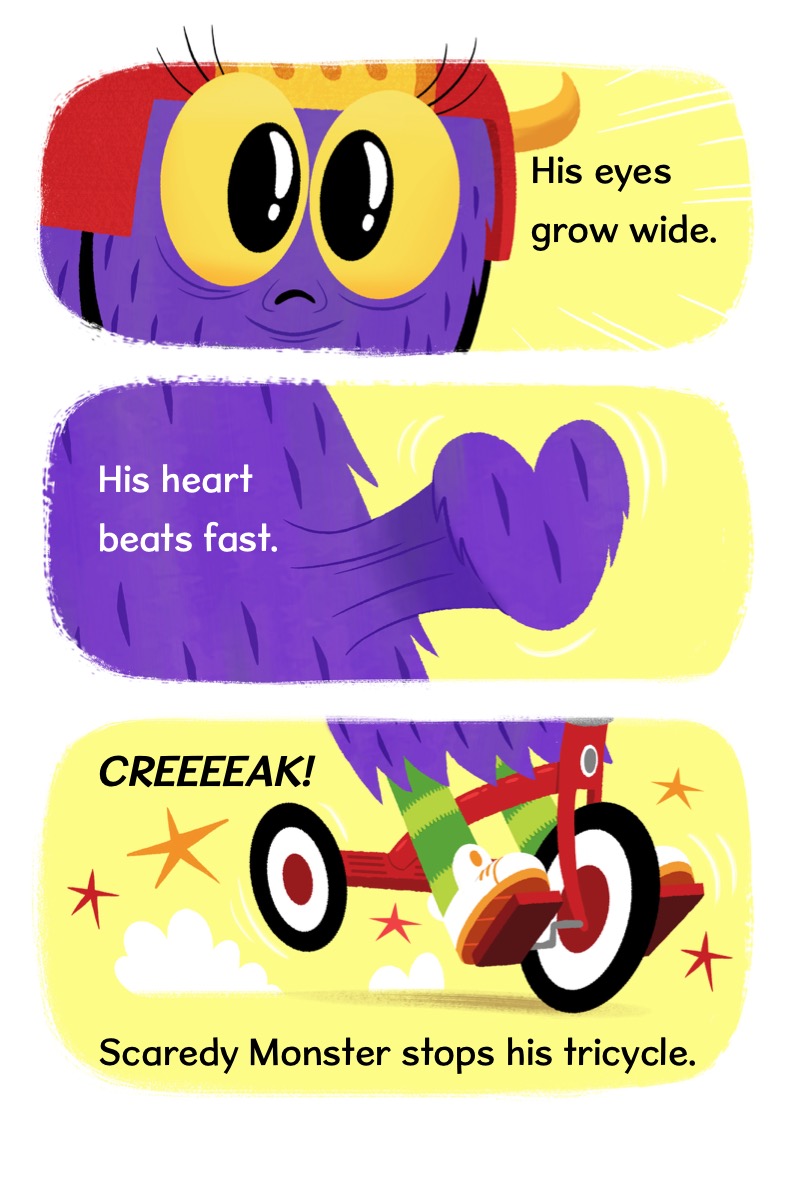 His eyes
grow wide.
His heart
beats fast.
CREEEEAK!
Scaredy Monster stops his tricycle.